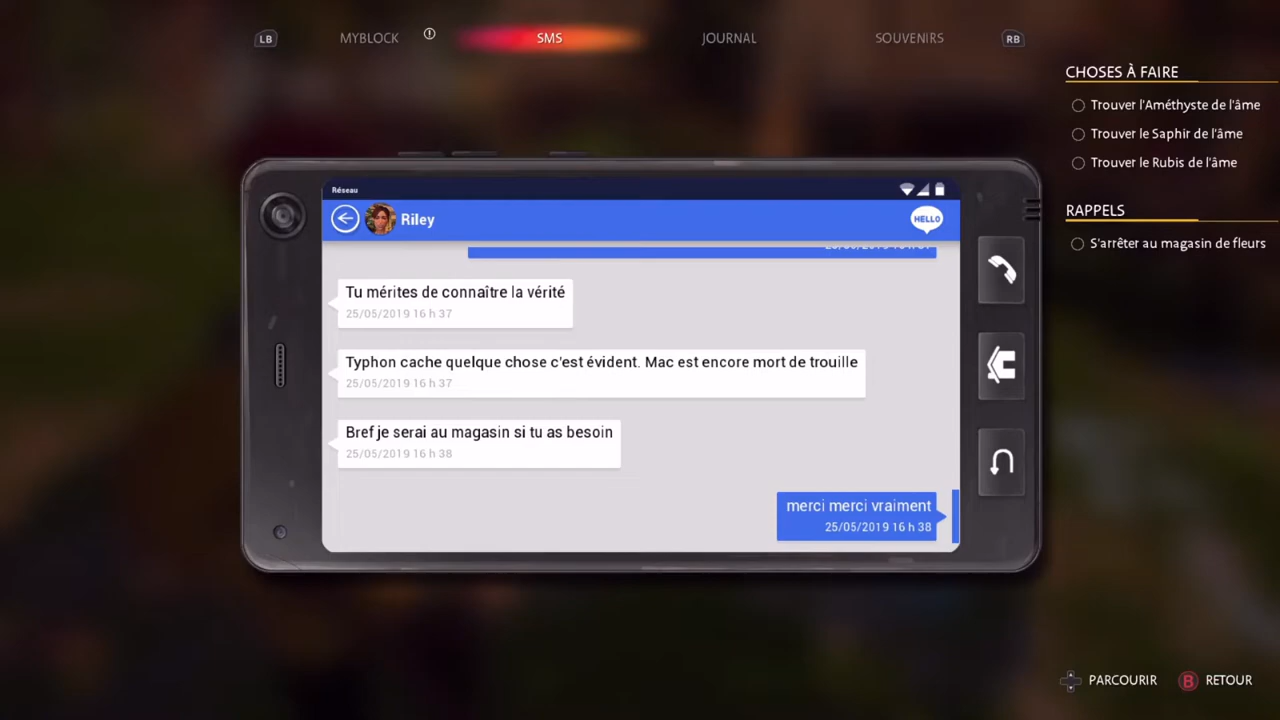 LB
MYBLOCK
SMS
JOURNAL
SOUVENIRS
RB
CHOSES À FAIRE
Trouver l'Améthyste de l'âme
Trouver le Saphir de l'âme
Trouver le Rubis de l'âme
RAPPELS
S'arrêter au magasin de fleurs
Réseau
Riley
HELLO
Tu mérites de connaître la vérité
25/05/2019 16 h 37
Typhon cache quelque chose c'est évident. Mac est encore mort de trouille
25/05/2019 16 h 37
Bref je serai au magasin si tu as besoin
25/05/2019 16 h 38
merci merci vraiment
25/05/2019 16 h 38
PARCOURIR
B RETOUR